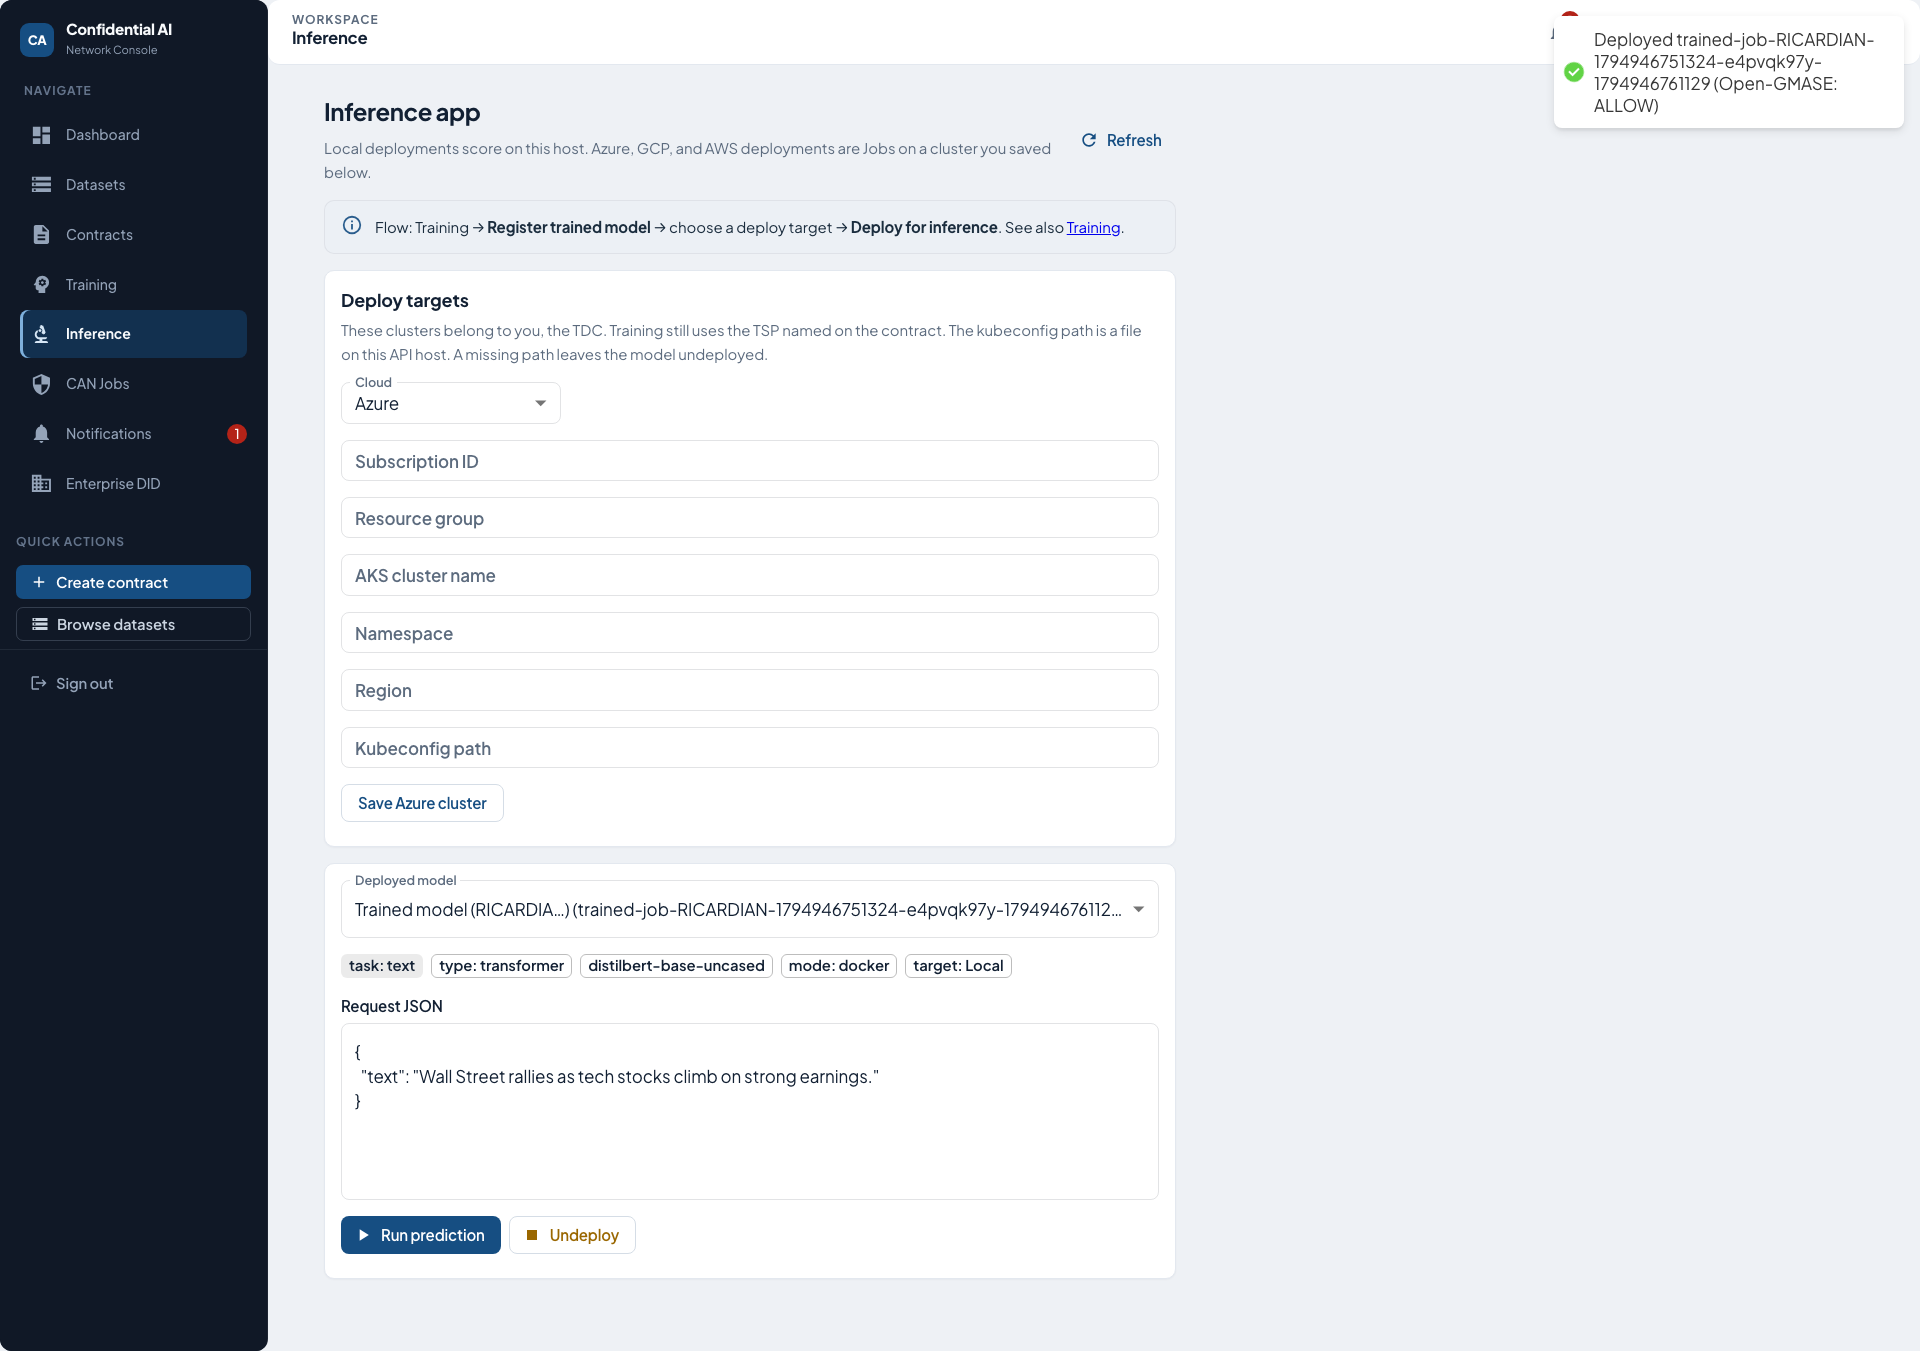 CA
Confidential AI
Network Console
NAVIGATE
Dashboard
Datasets
Contracts
Training
Inference
CAN Jobs
Notifications
1
Enterprise DID
QUICK ACTIONS
Create contract
Browse datasets
Sign out
WORKSPACE
Inference
Deployed trained-job-RICARDIAN-
1794946751324-e4pvqk97y-
1794946761129 (Open-GMASE:
ALLOW)
Inference app
Local deployments score on this host. Azure, GCP, and AWS deployments are Jobs on a cluster you saved
below.
Refresh
Flow: Training → Register trained model → choose a deploy target → Deploy for inference. See also Training.
Deploy targets
These clusters belong to you, the TDC. Training still uses the TSP named on the contract. The kubeconfig path is a file
on this API host. A missing path leaves the model undeployed.
Cloud
Azure
Subscription ID
Resource group
AKS cluster name
Namespace
Region
Kubeconfig path
Save Azure cluster
Deployed model
Trained model (RICARDIA...) (trained-job-RICARDIAN-1794946751324-e4pvqk97y-179494676112...
task: text
type: transformer
distilbert-base-uncased
mode: docker
target: Local
Request JSON
{
"text": "Wall Street rallies as tech stocks climb on strong earnings."
}
Run prediction
Undeploy